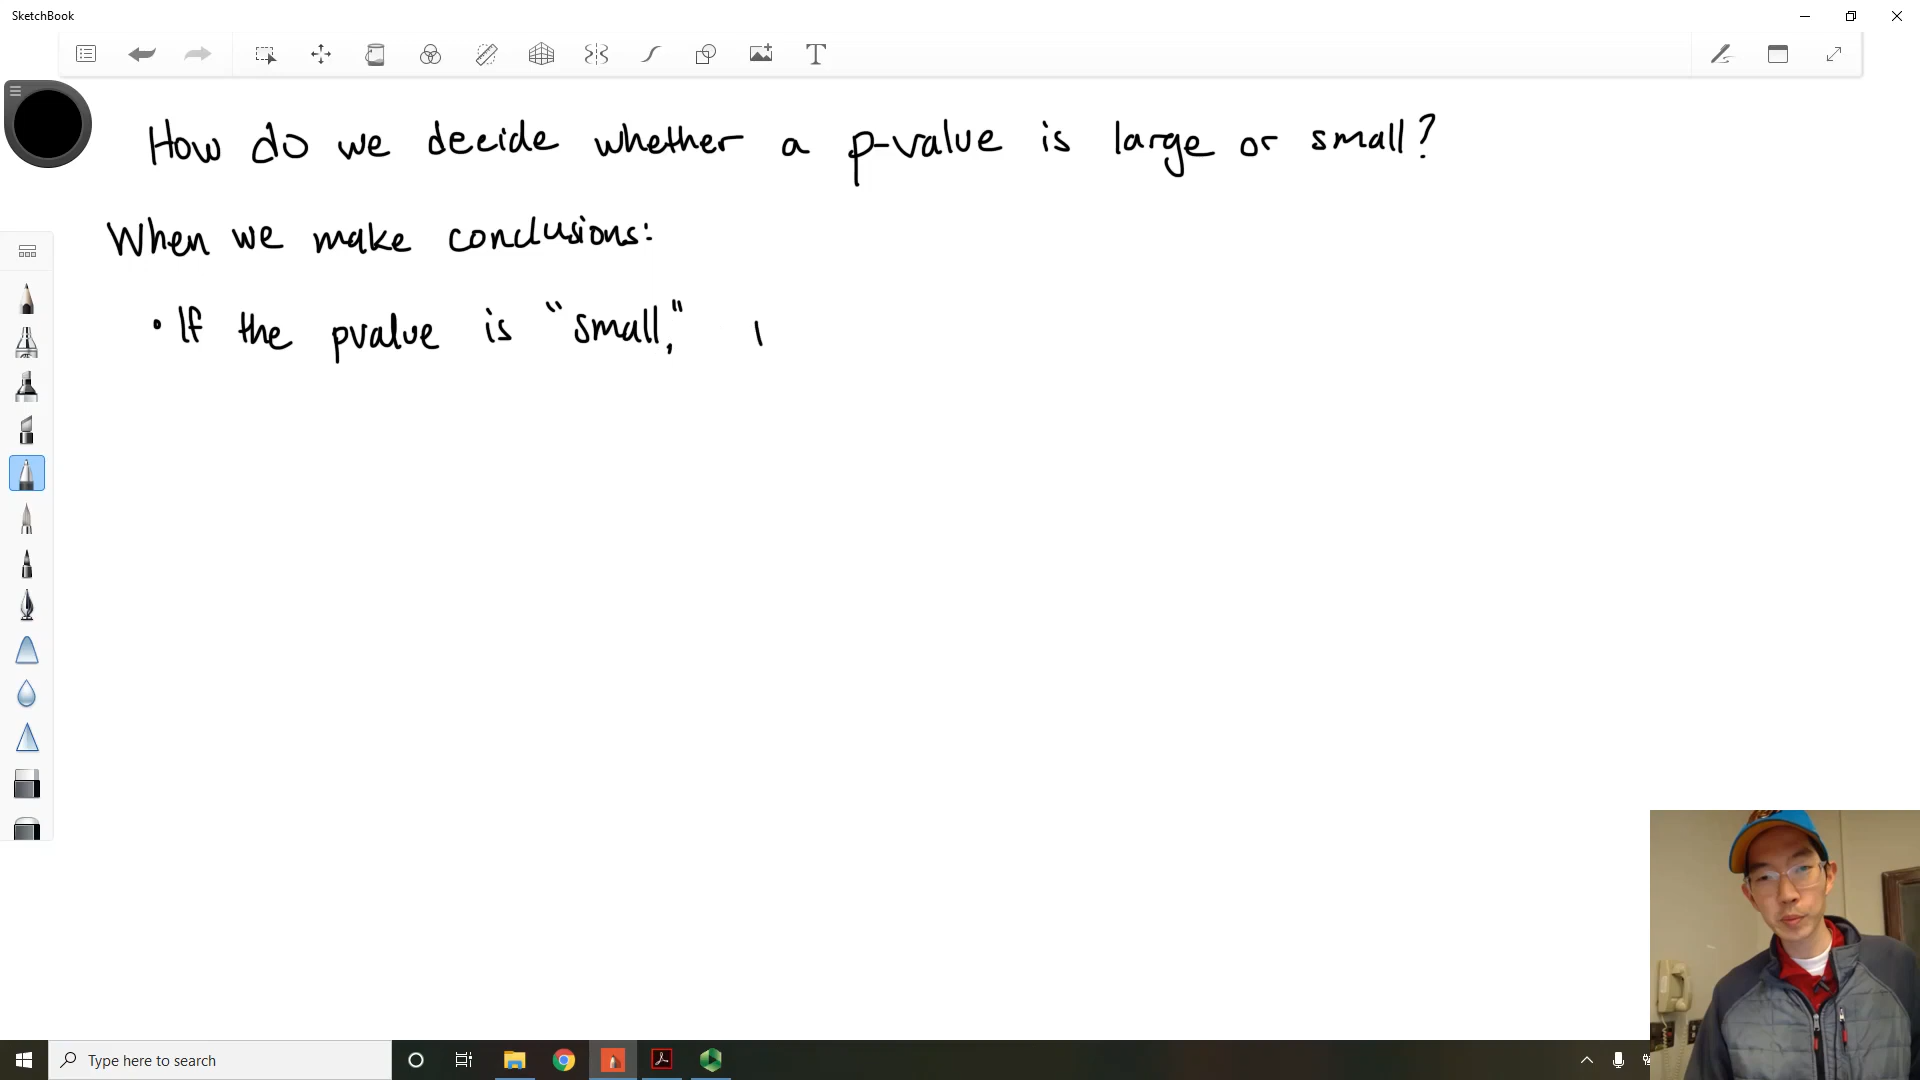 SketchBook
How do we decide whether a p-value is large or small?
When we make conclusions:
• If the pvalue is "small,"
Type here to search